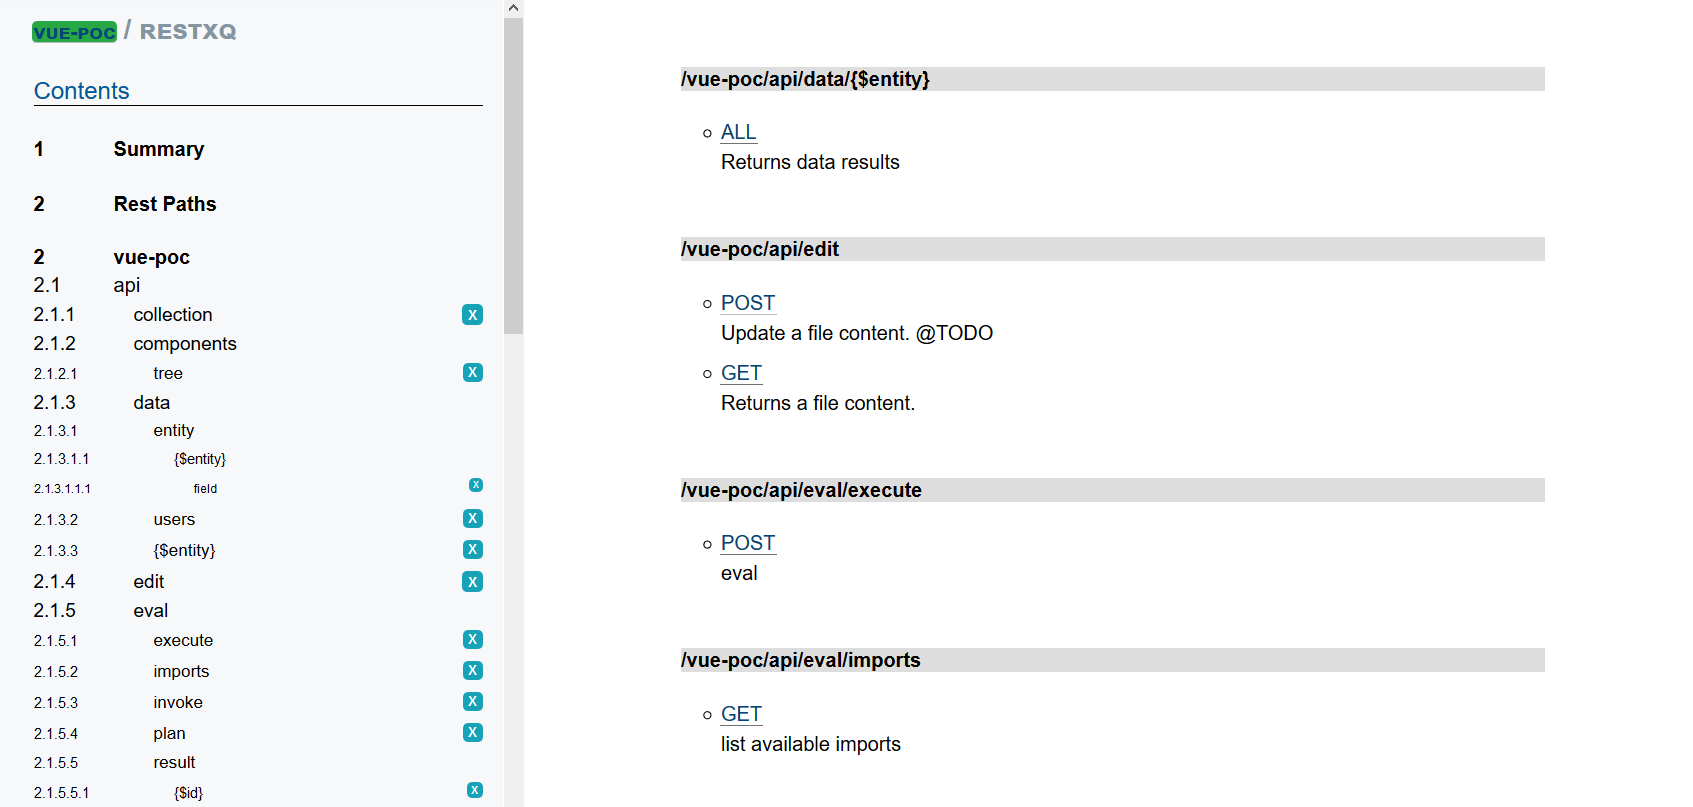 VUE-POC / RESTXQ
Contents
1 Summary
2 Rest Paths
2 vue-poc
2.1 api
2.1.1 collection X
2.1.2 components
2.1.2.1 tree X
2.1.3 data
2.1.3.1 entity
2.1.3.1.1 {$entity}
2.1.3.1.1.1 field X
2.1.3.2 users X
2.1.3.3 {$entity} X
2.1.4 edit X
2.1.5 eval
2.1.5.1 execute X
2.1.5.2 imports X
2.1.5.3 invoke X
2.1.5.4 plan X
2.1.5.5 result
2.1.5.5.1 {$id} X
/vue-poc/api/data/{$entity}
ALL
Returns data results
/vue-poc/api/edit
POST
Update a file content. @TODO
GET
Returns a file content.
/vue-poc/api/eval/execute
POST
eval
/vue-poc/api/eval/imports
GET
list available imports